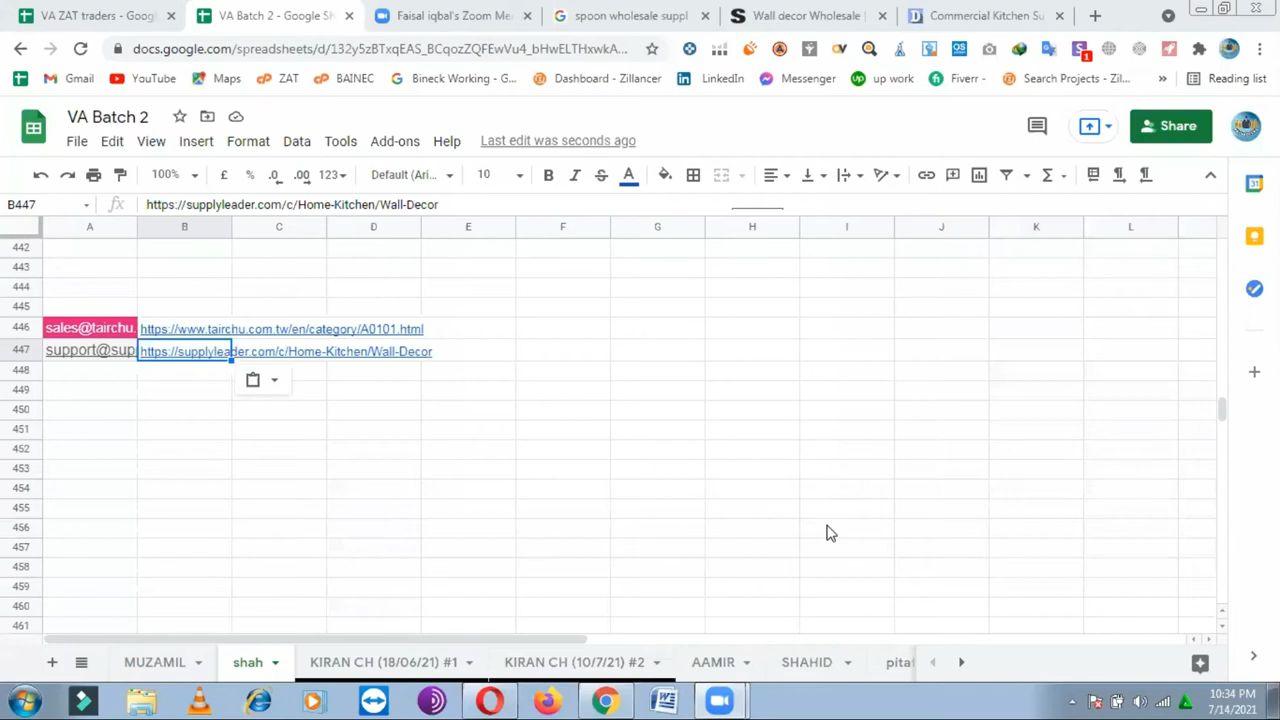 VA ZAT traders - Goog
VA Batch 2 - Google Sh
Faisal iqbal's Zoom Me
spoon wholesale suppl
Wall decor Wholesale
Commercial Kitchen Su
docs.google.com/spreadsheets/d/132y5zBTxqEAS_BCqozZQFEwVu4_bHwELTHxwkA...
Gmail
YouTube
Maps
ZAT
BAINEC
Bineck Working - G...
Dashboard - Zillancer
LinkedIn
Messenger
up work
Fiverr -
Search Projects - Zil...
»
Reading list
VA Batch 2
Share
File Edit View Insert Format Data Tools Add-ons Help Last edit was seconds ago
100% £ % .0 .00 123 Default (Ari... 10 B I S A
B447 fx https://supplyleader.com/c/Home-Kitchen/Wall-Decor
A B C D E F G H I J K L
442
443
444
445
446 sales@tairchu. https://www.tairchu.com.tw/en/category/A0101.html
447 support@sup https://supplyleader.com/c/Home-Kitchen/Wall-Decor
448
449
450
451
452
453
454
455
456
457
458
459
460
461
MUZAMIL shah KIRAN CH (18/06/21) #1 KIRAN CH (10/7/21) #2 AAMIR SHAHID pita
10:34 PM
7/14/2021